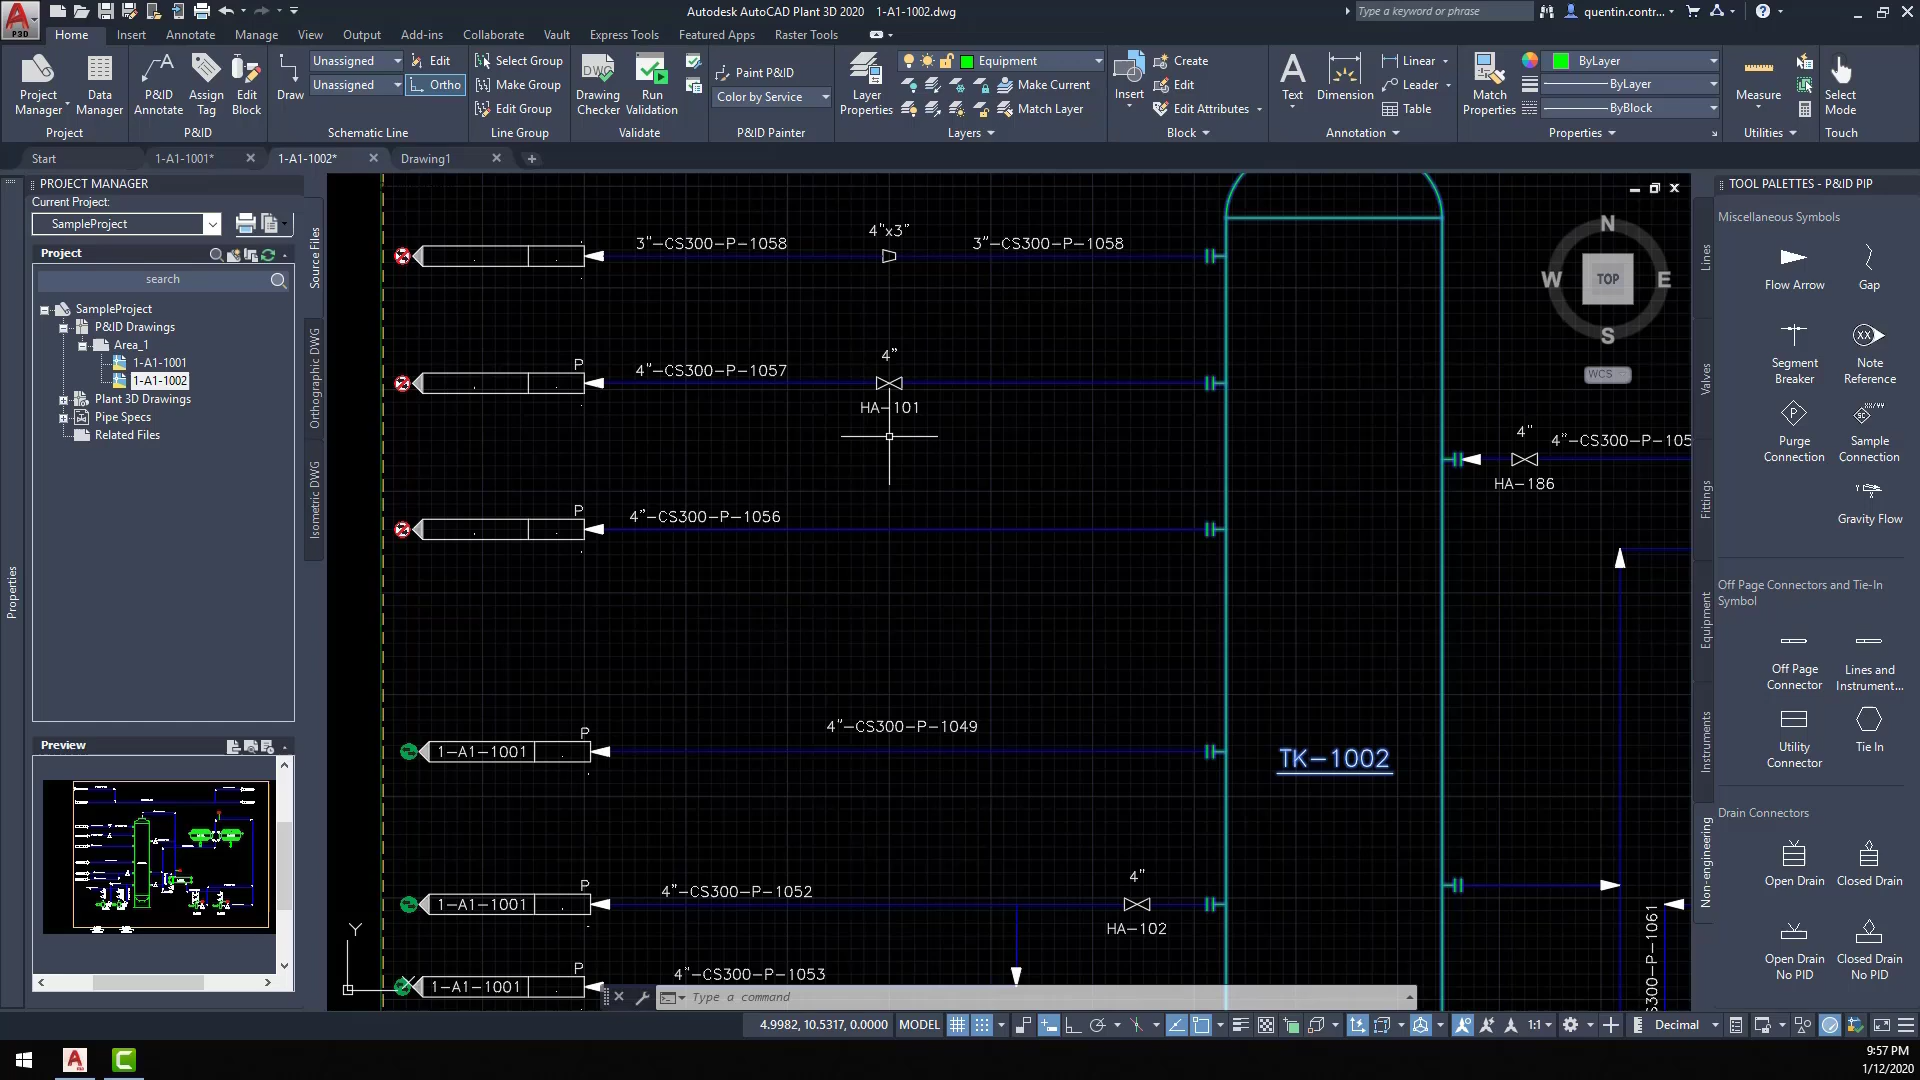 Autodesk AutoCAD Plant 3D 2020 1-A1-1002.dwg
Type a keyword or phrase
quentin.contr...
P3D
Home Insert Annotate Manage View Output Add-ins Collaborate Vault Express Tools Featured Apps Raster Tools
Project Manager
Data Manager
Project
P&ID Annotate
Assign Tag
Edit Block
P&ID
Draw
Unassigned
Unassigned
Edit
Ortho
Schematic Line
Select Group
Make Group
Edit Group
Line Group
DWG
Drawing Checker
Run Validation
Validate
Paint P&ID
Color by Service
P&ID Painter
Layer Properties
Equipment
Make Current
Match Layer
Layers
Insert
Create
Edit
Edit Attributes
Block
Text
Dimension
Linear
Leader
Table
Annotation
Match Properties
ByLayer
ByLayer
ByBlock
Properties
Measure
Utilities
Select Mode
Touch
Start
1-A1-1001*
1-A1-1002*
Drawing1
PROJECT MANAGER
Current Project:
SampleProject
Project
search
SampleProject
P&ID Drawings
Area_1
1-A1-1001
1-A1-1002
Plant 3D Drawings
Pipe Specs
Related Files
Source Files
Orthographic DWG
Isometric DWG
Properties
Preview
3"-CS300-P-1058
4"x3"
3"-CS300-P-1058
P
4"-CS300-P-1057
4"
HA-101
P
4"-CS300-P-1056
4"
4"-CS300-P-105
HA-186
4"-CS300-P-1049
P
1-A1-1001
TK-1002
P
1-A1-1001
4"-CS300-P-1052
4"
HA-102
P
1-A1-1001
4"-CS300-P-1053
S300-P-1061
Y
X
N
W
TOP
E
S
WCS
Type a command
TOOL PALETTES - P&ID PIP
Miscellaneous Symbols
Flow Arrow
Gap
Segment Breaker
Note Reference
Purge Connection
Sample Connection
Gravity Flow
Off Page Connectors and Tie-In Symbol
Off Page Connector
Lines and Instrument...
Utility Connector
Tie In
Drain Connectors
Open Drain
Closed Drain
Open Drain No PID
Closed Drain No PID
Lines
Valves
Fittings
Equipment
Instruments
Non-engineering
4.9982, 10.5317, 0.0000 MODEL
1:1
Decimal
9:57 PM
1/12/2020